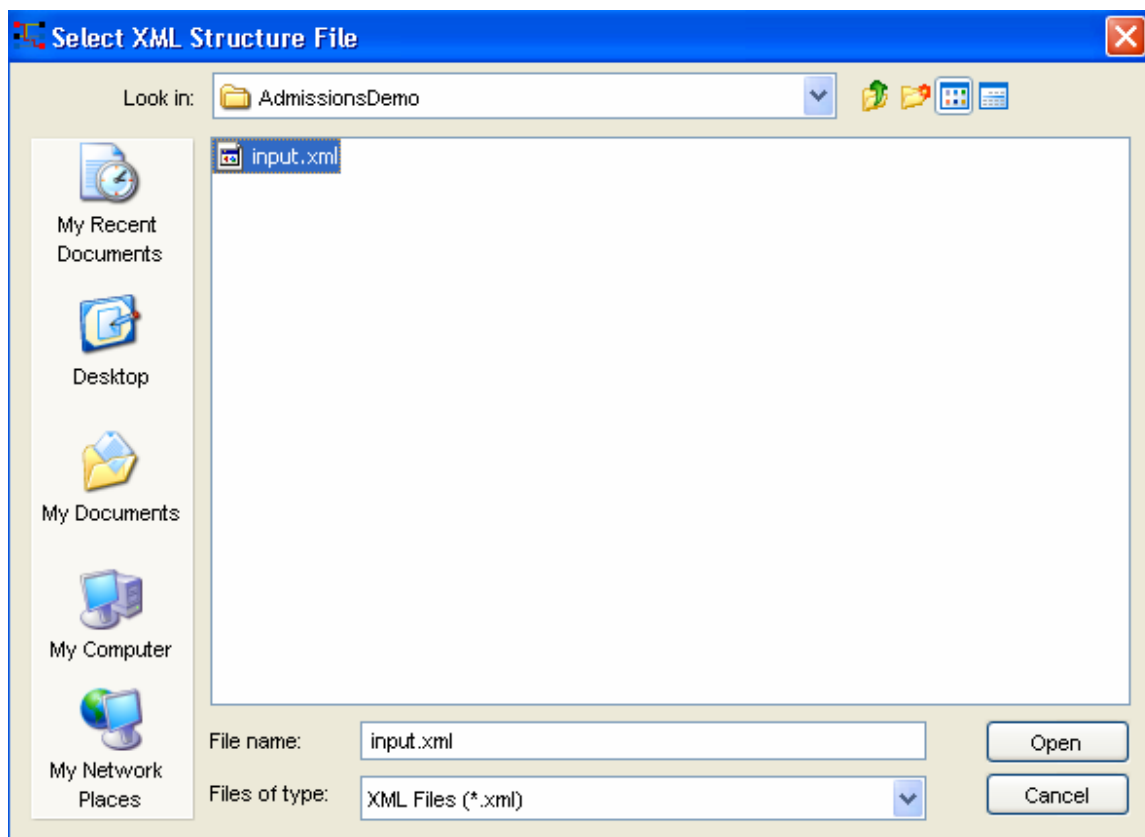 Select XML Structure File
Look in: AdmissionsDemo
input.xml
My Recent
Documents
Desktop
My Documents
My Computer
My Network
Places
File name: input.xml Open
Files of type: XML Files (*.xml) Cancel